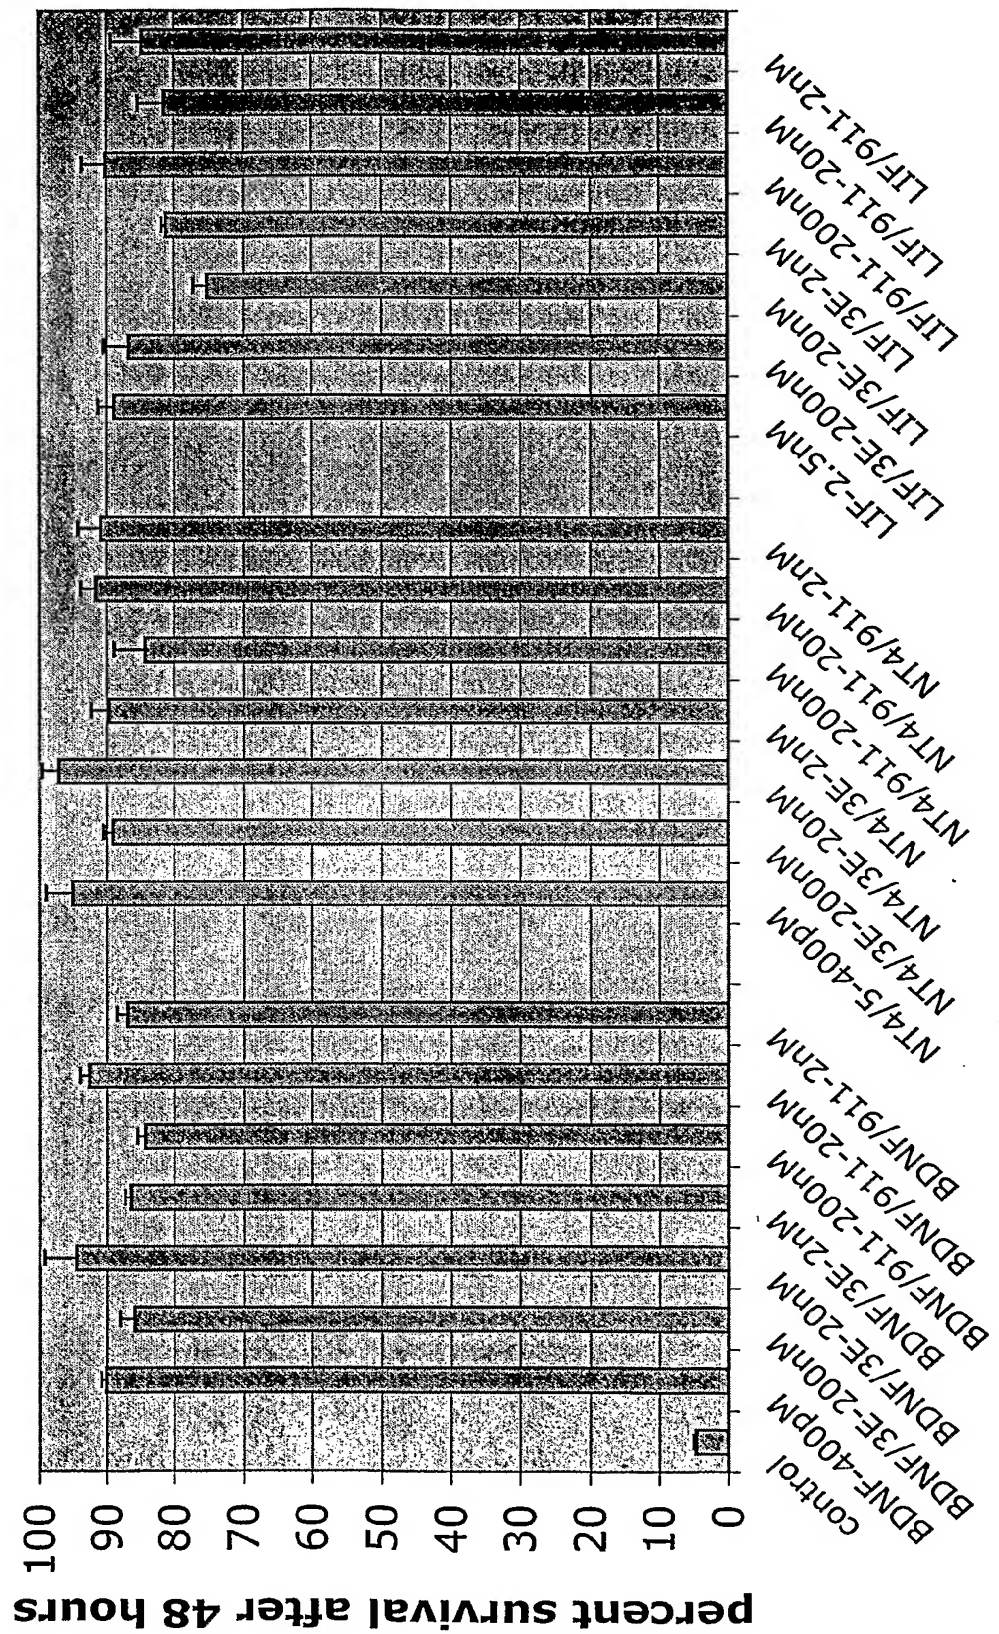 percent survival after 48 hours
100
90
80
70
60
50
40
30
20
10
0
control
BDNF-400pM
BDNF/3E-200nM
BDNF/3E-20nM
BDNF/3E-2nM
BDNF/911-200nM
BDNF/911-20nM
BDNF/911-2nM
NT4/5-400pM
NT4/3E-200nM
NT4/3E-20nM
NT4/3E-2nM
NT4/911-200nM
NT4/911-20nM
NT4/911-2nM
LIF-2.5nM
LIF/3E-200nM
LIF/3E-20nM
LIF/3E-2nM
LIF/911-200nM
LIF/911-20nM
LIF/911-2nM